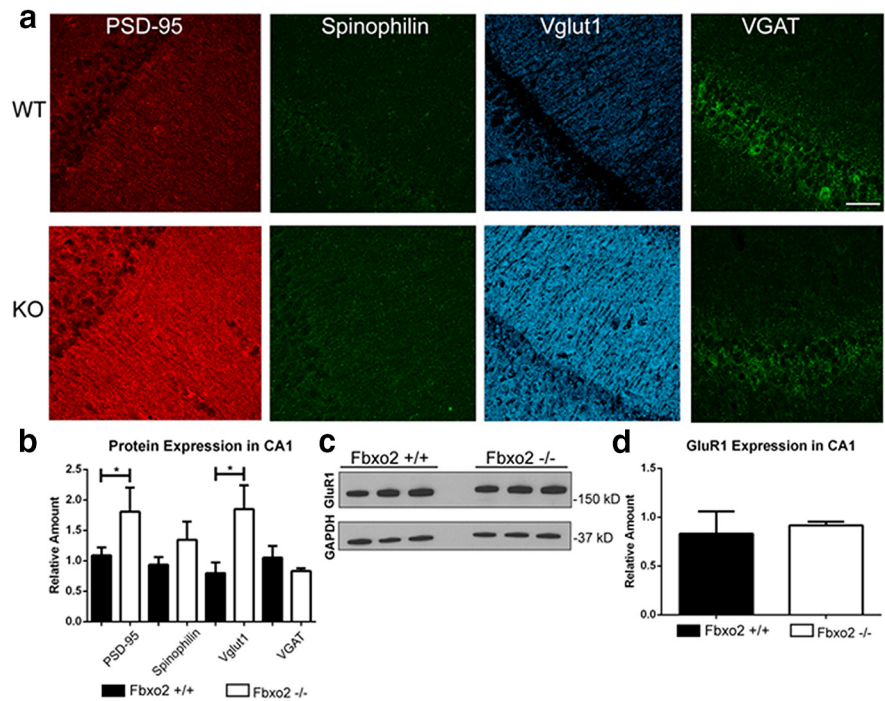 a
PSD-95 Spinophilin Vglut1 VGAT
WT
KO
b
Protein Expression in CA1
Relative Amount
2.5
2.0
1.5
1.0
0.5
0.0
* *
PSD-95 Spinophilin Vglut1 VGAT
Fbxo2 +/+ Fbxo2 -/-
c
Fbxo2 +/+ Fbxo2 -/-
GluR1
-150 kD
GAPDH
-37 kD
d
GluR1 Expression in CA1
Relative Amount
1.5
1.0
0.5
0.0
Fbxo2 +/+ Fbxo2 -/-